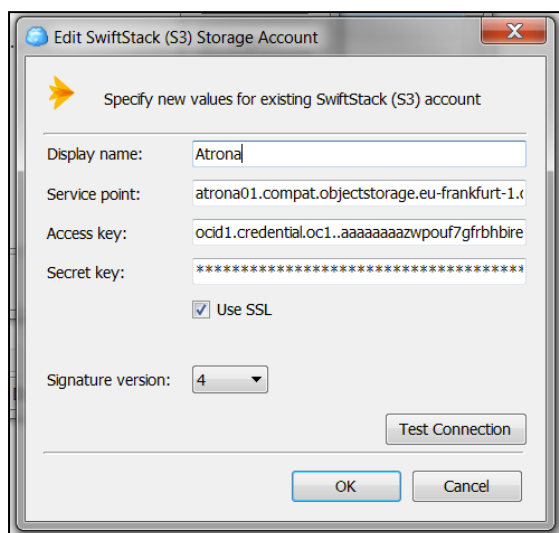 Edit SwiftStack (S3) Storage Account
X
Specify new values for existing SwiftStack (S3) account
Display name: Atrona
Service point: atrona01.compat.objectstorage.eu-frankfurt-1.
Access key: ocid1.credential.oc1..aaaaaaaazwpouf7gfrbhbire
Secret key: ****************************************
Use SSL
Signature version: 4
Test Connection
OK Cancel